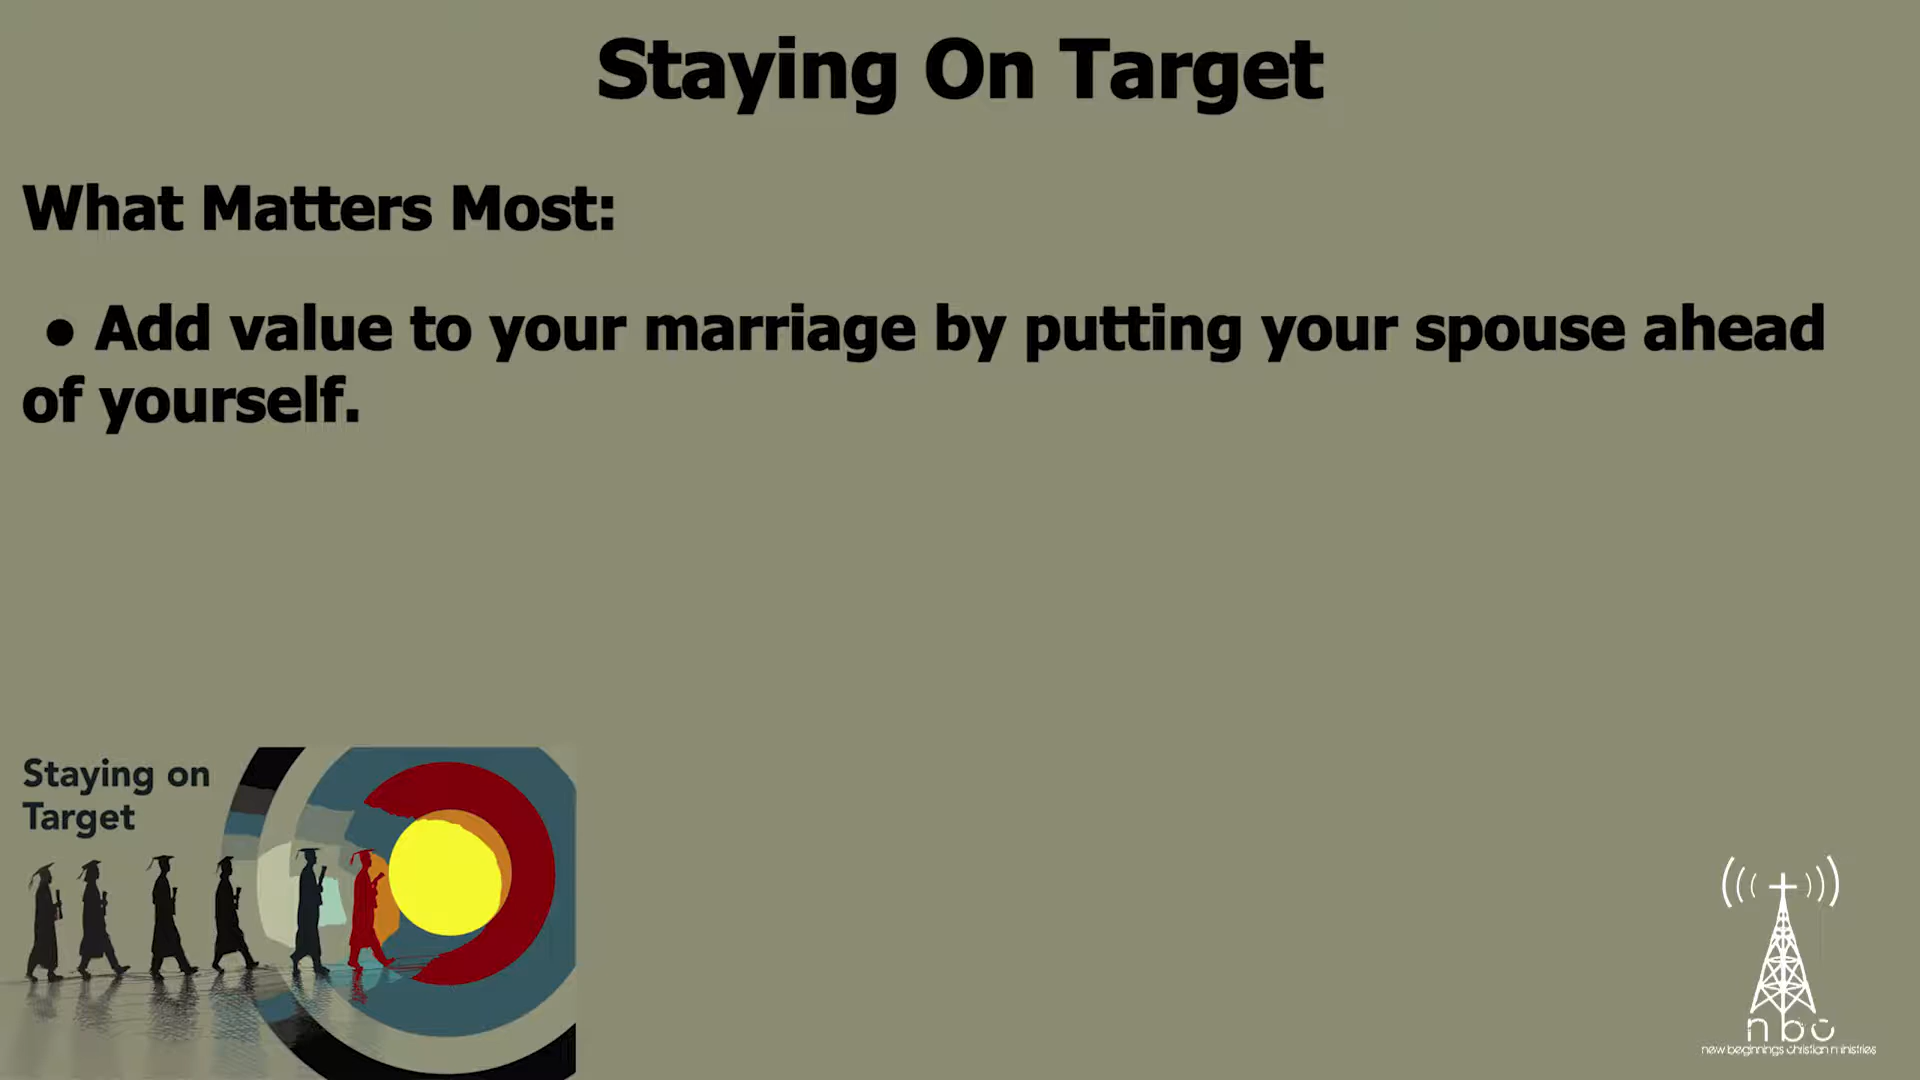 Staying On Target
What Matters Most:
● Add value to your marriage by putting your spouse ahead
of yourself.
Staying on
Target
nbc
new beginnings christian ministries